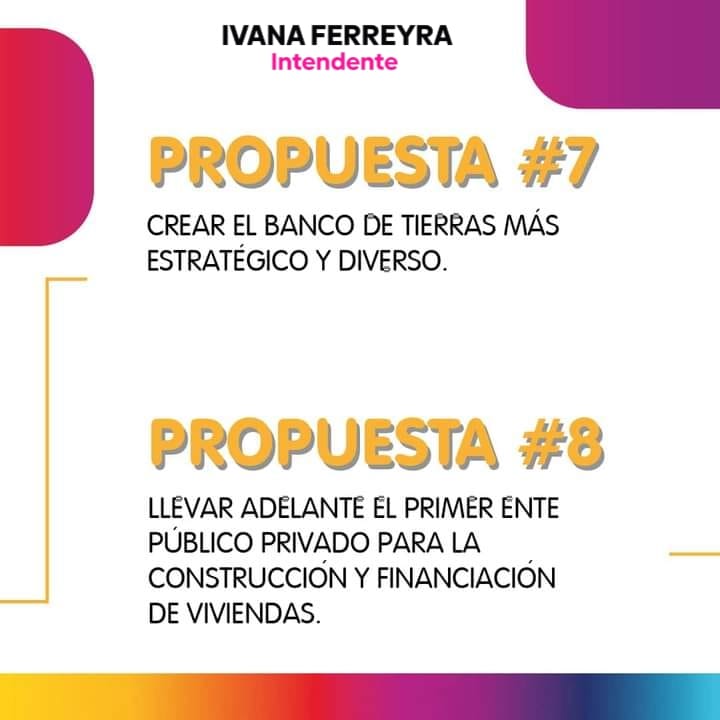 IVANA FERREYRA
Intendente
PROPUESTA #7
CREAR EL BANCO DE TIERRAS MÁS
ESTRATÉGICO Y DIVERSO.
PROPUESTA #8
LLEVAR ADELANTE EL PRIMER ENTE
PÚBLICO PRIVADO PARA LA
CONSTRUCCIÓN Y FINANCIACIÓN
DE VIVIENDAS.